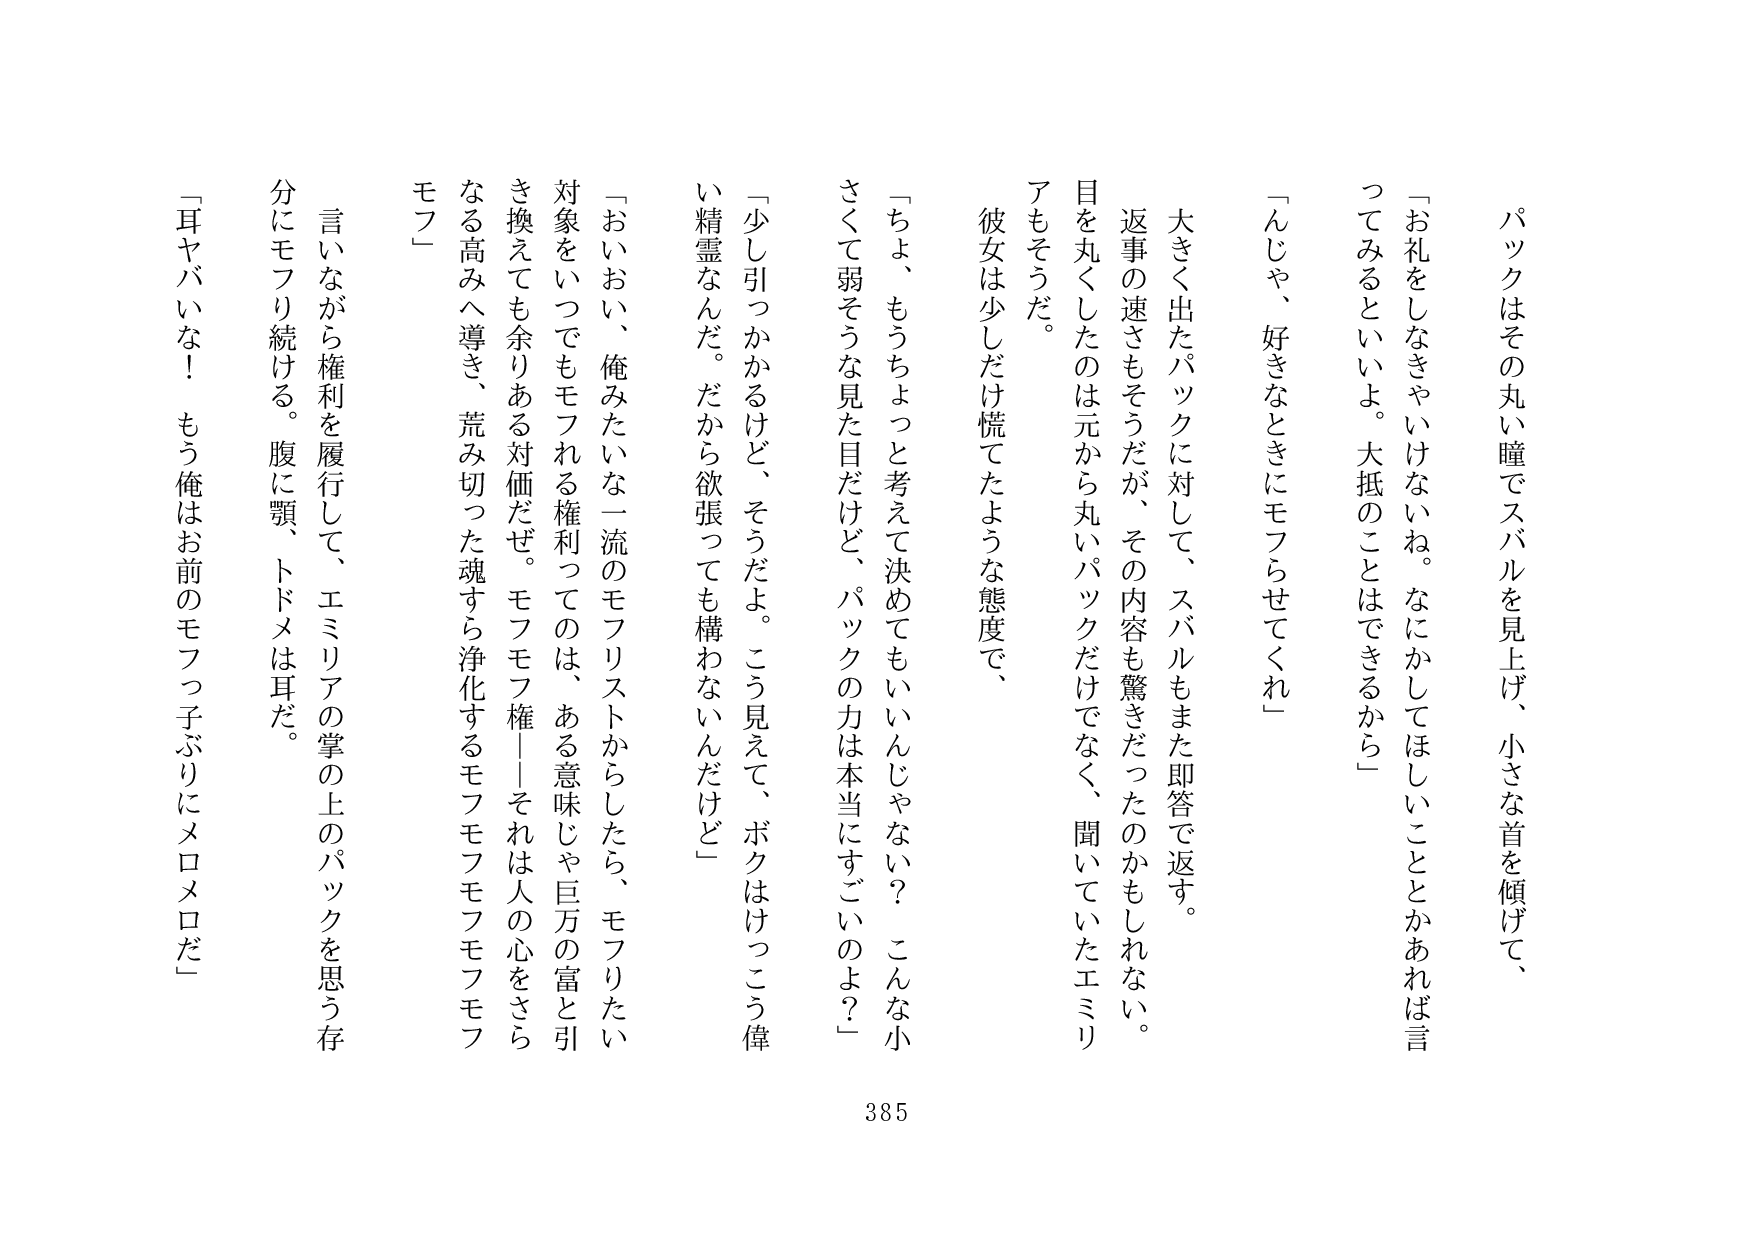 パックはその丸い瞳でスバルを見上げ、小さな首を傾げて、
「お礼をしなきゃいけないね。なにかしてほしいこととかあれば言
ってみるといいよ。大抵のことはできるから」
「んじゃ、好きなときにモフらせてくれ」
　大きく出たパックに対して、スバルもまた即答で返す。
　返事の速さもそうだが、その内容も驚きだったのかもしれない。
目を丸くしたのは元から丸いパックだけでなく、聞いていたエミリ
アもそうだ。
　彼女は少しだけ慌てたような態度で、
「ちょ、もうちょっと考えて決めてもいいんじゃない？　こんな小
さくて弱そうな見た目だけど、パックの力は本当にすごいのよ？」
「少し引っかかるけど、そうだよ。こう見えて、ボクはけっこう偉
い精霊なんだ。だから欲張っても構わないんだけど」
「おいおい、俺みたいな一流のモフリストからしたら、モフりたい
対象をいつでもモフれる権利ってのは、ある意味じゃ巨万の富と引
き換えても余りある対価だぜ。モフモフ権――それは人の心をさら
なる高みへ導き、荒み切った魂すら浄化するモフモフモフモフモフ
モフ」
　言いながら権利を履行して、エミリアの掌の上のパックを思う存
分にモフり続ける。腹に顎、トドメは耳だ。
「耳ヤバいな！　もう俺はお前のモフっ子ぶりにメロメロだ」
385